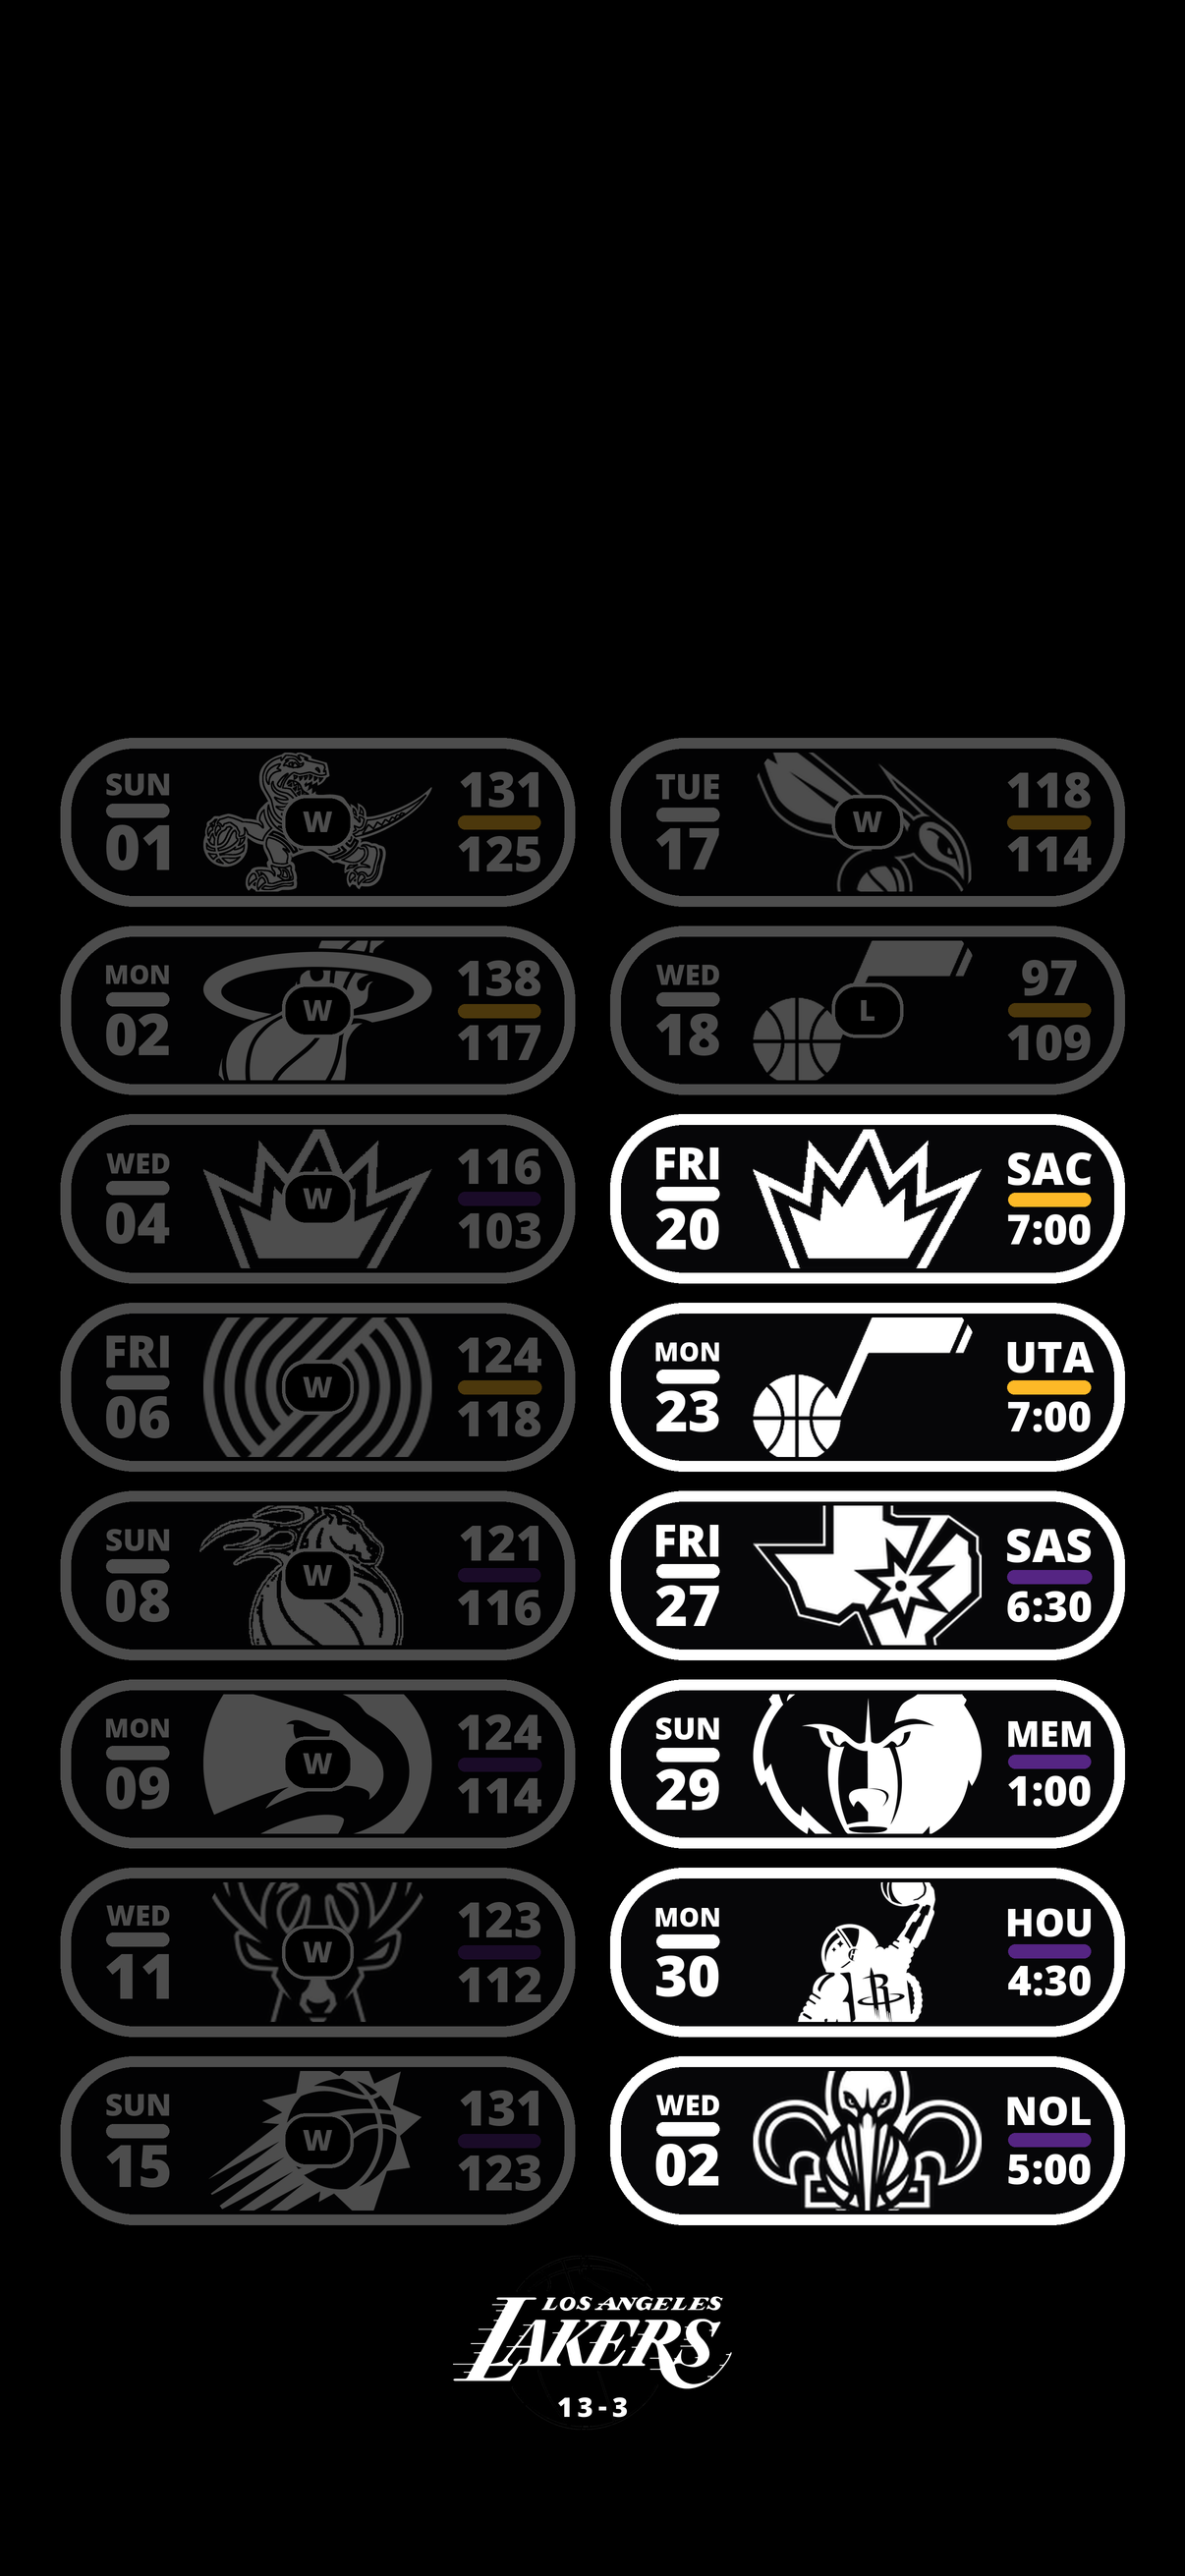 SUN
01
W
131
125
MON
02
W
138
117
WED
04
W
116
103
FRI
06
W
124
118
SUN
08
W
121
116
MON
09
W
124
114
WED
11
W
123
112
SUN
15
W
131
123
TUE
17
W
118
114
WED
18
L
97
109
FRI
20
SAC
7:00
MON
23
UTA
7:00
FRI
27
SAS
6:30
SUN
29
MEM
1:00
MON
30
R
HOU
4:30
WED
02
NOL
5:00
LOS ANGELES
LAKERS
13-3